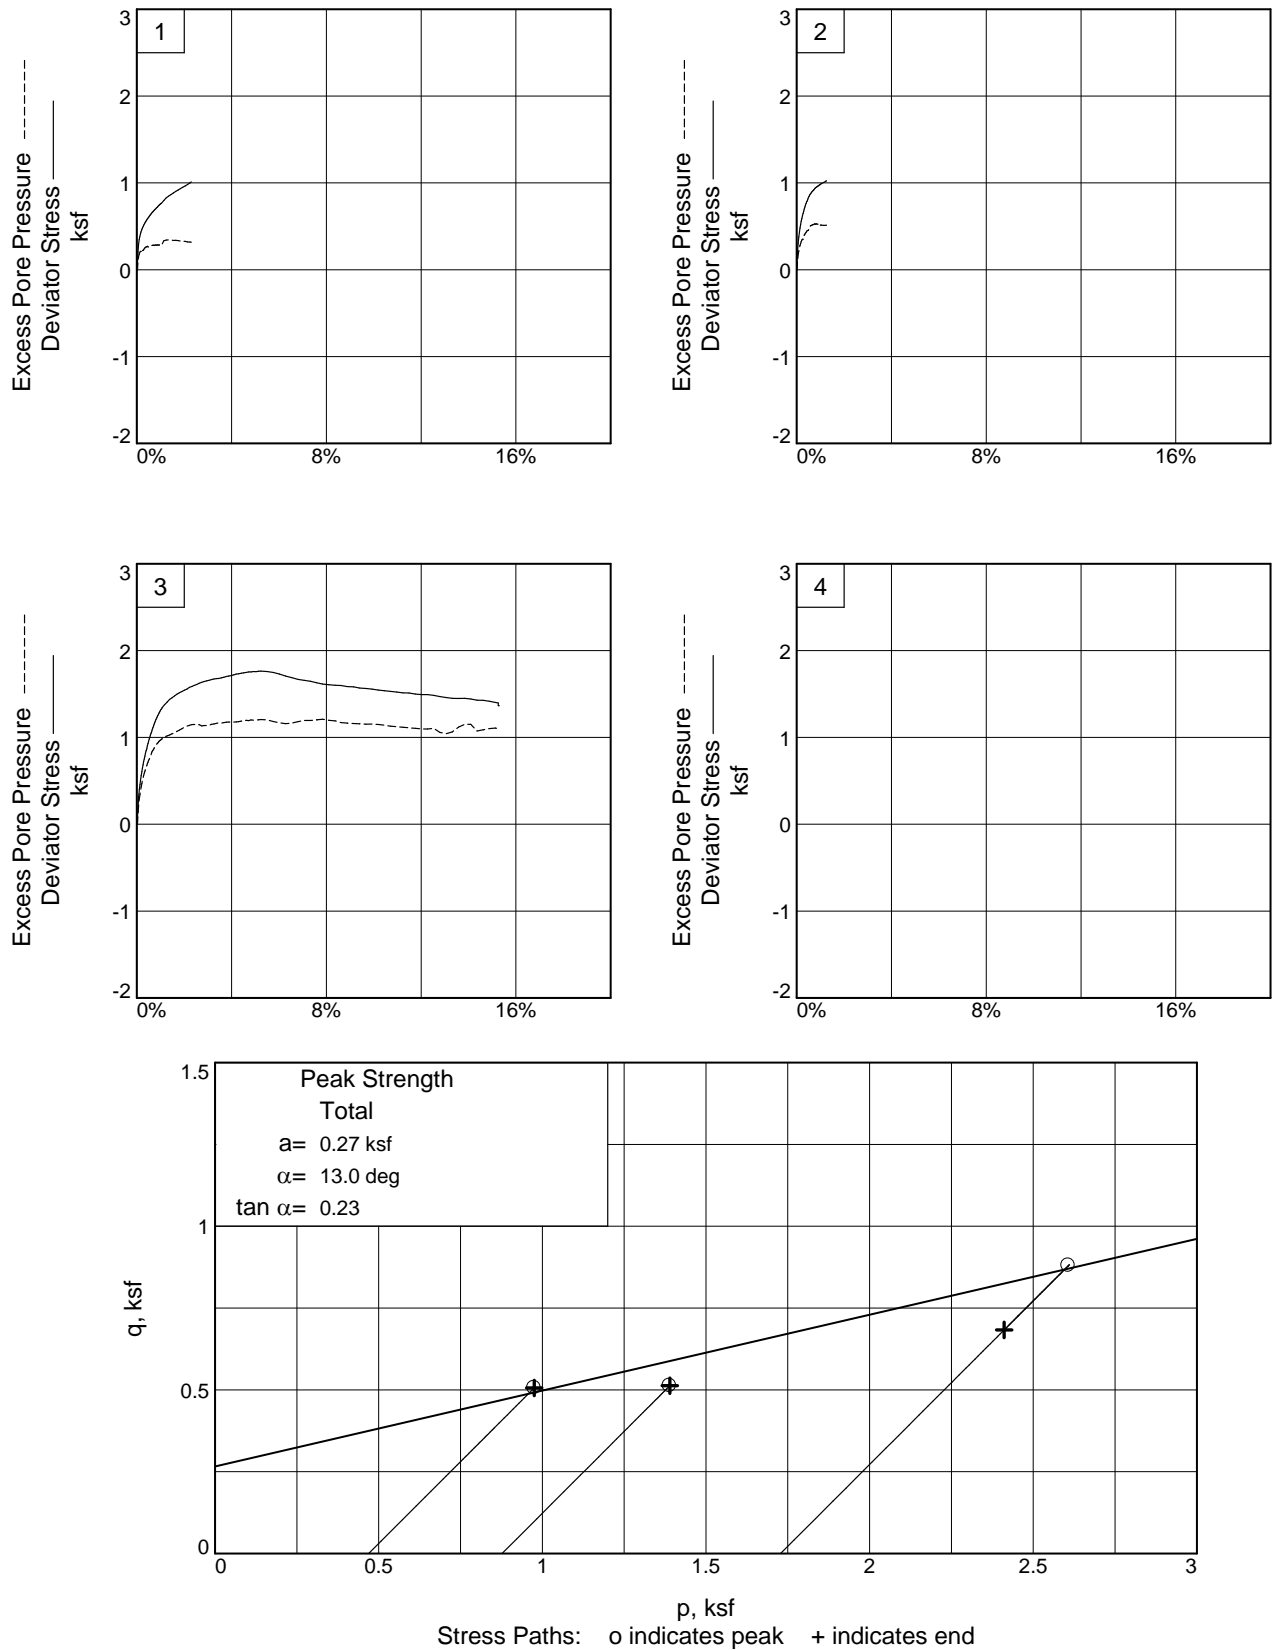 3
2
1
0
-1
-2
0%
8%
16%
1
Excess Pore Pressure
Deviator Stress
ksf
3
2
1
0
-1
-2
0%
8%
16%
2
Excess Pore Pressure
Deviator Stress
ksf
3
2
1
0
-1
-2
0%
8%
16%
3
Excess Pore Pressure
Deviator Stress
ksf
3
2
1
0
-1
-2
0%
8%
16%
4
Excess Pore Pressure
Deviator Stress
ksf
Peak Strength
Total
a= 0.27 ksf
α= 13.0 deg
tan α= 0.23
1.5
1
0.5
0
q, ksf
0
0.5
1
1.5
2
2.5
3
p, ksf
Stress Paths: o indicates peak + indicates end